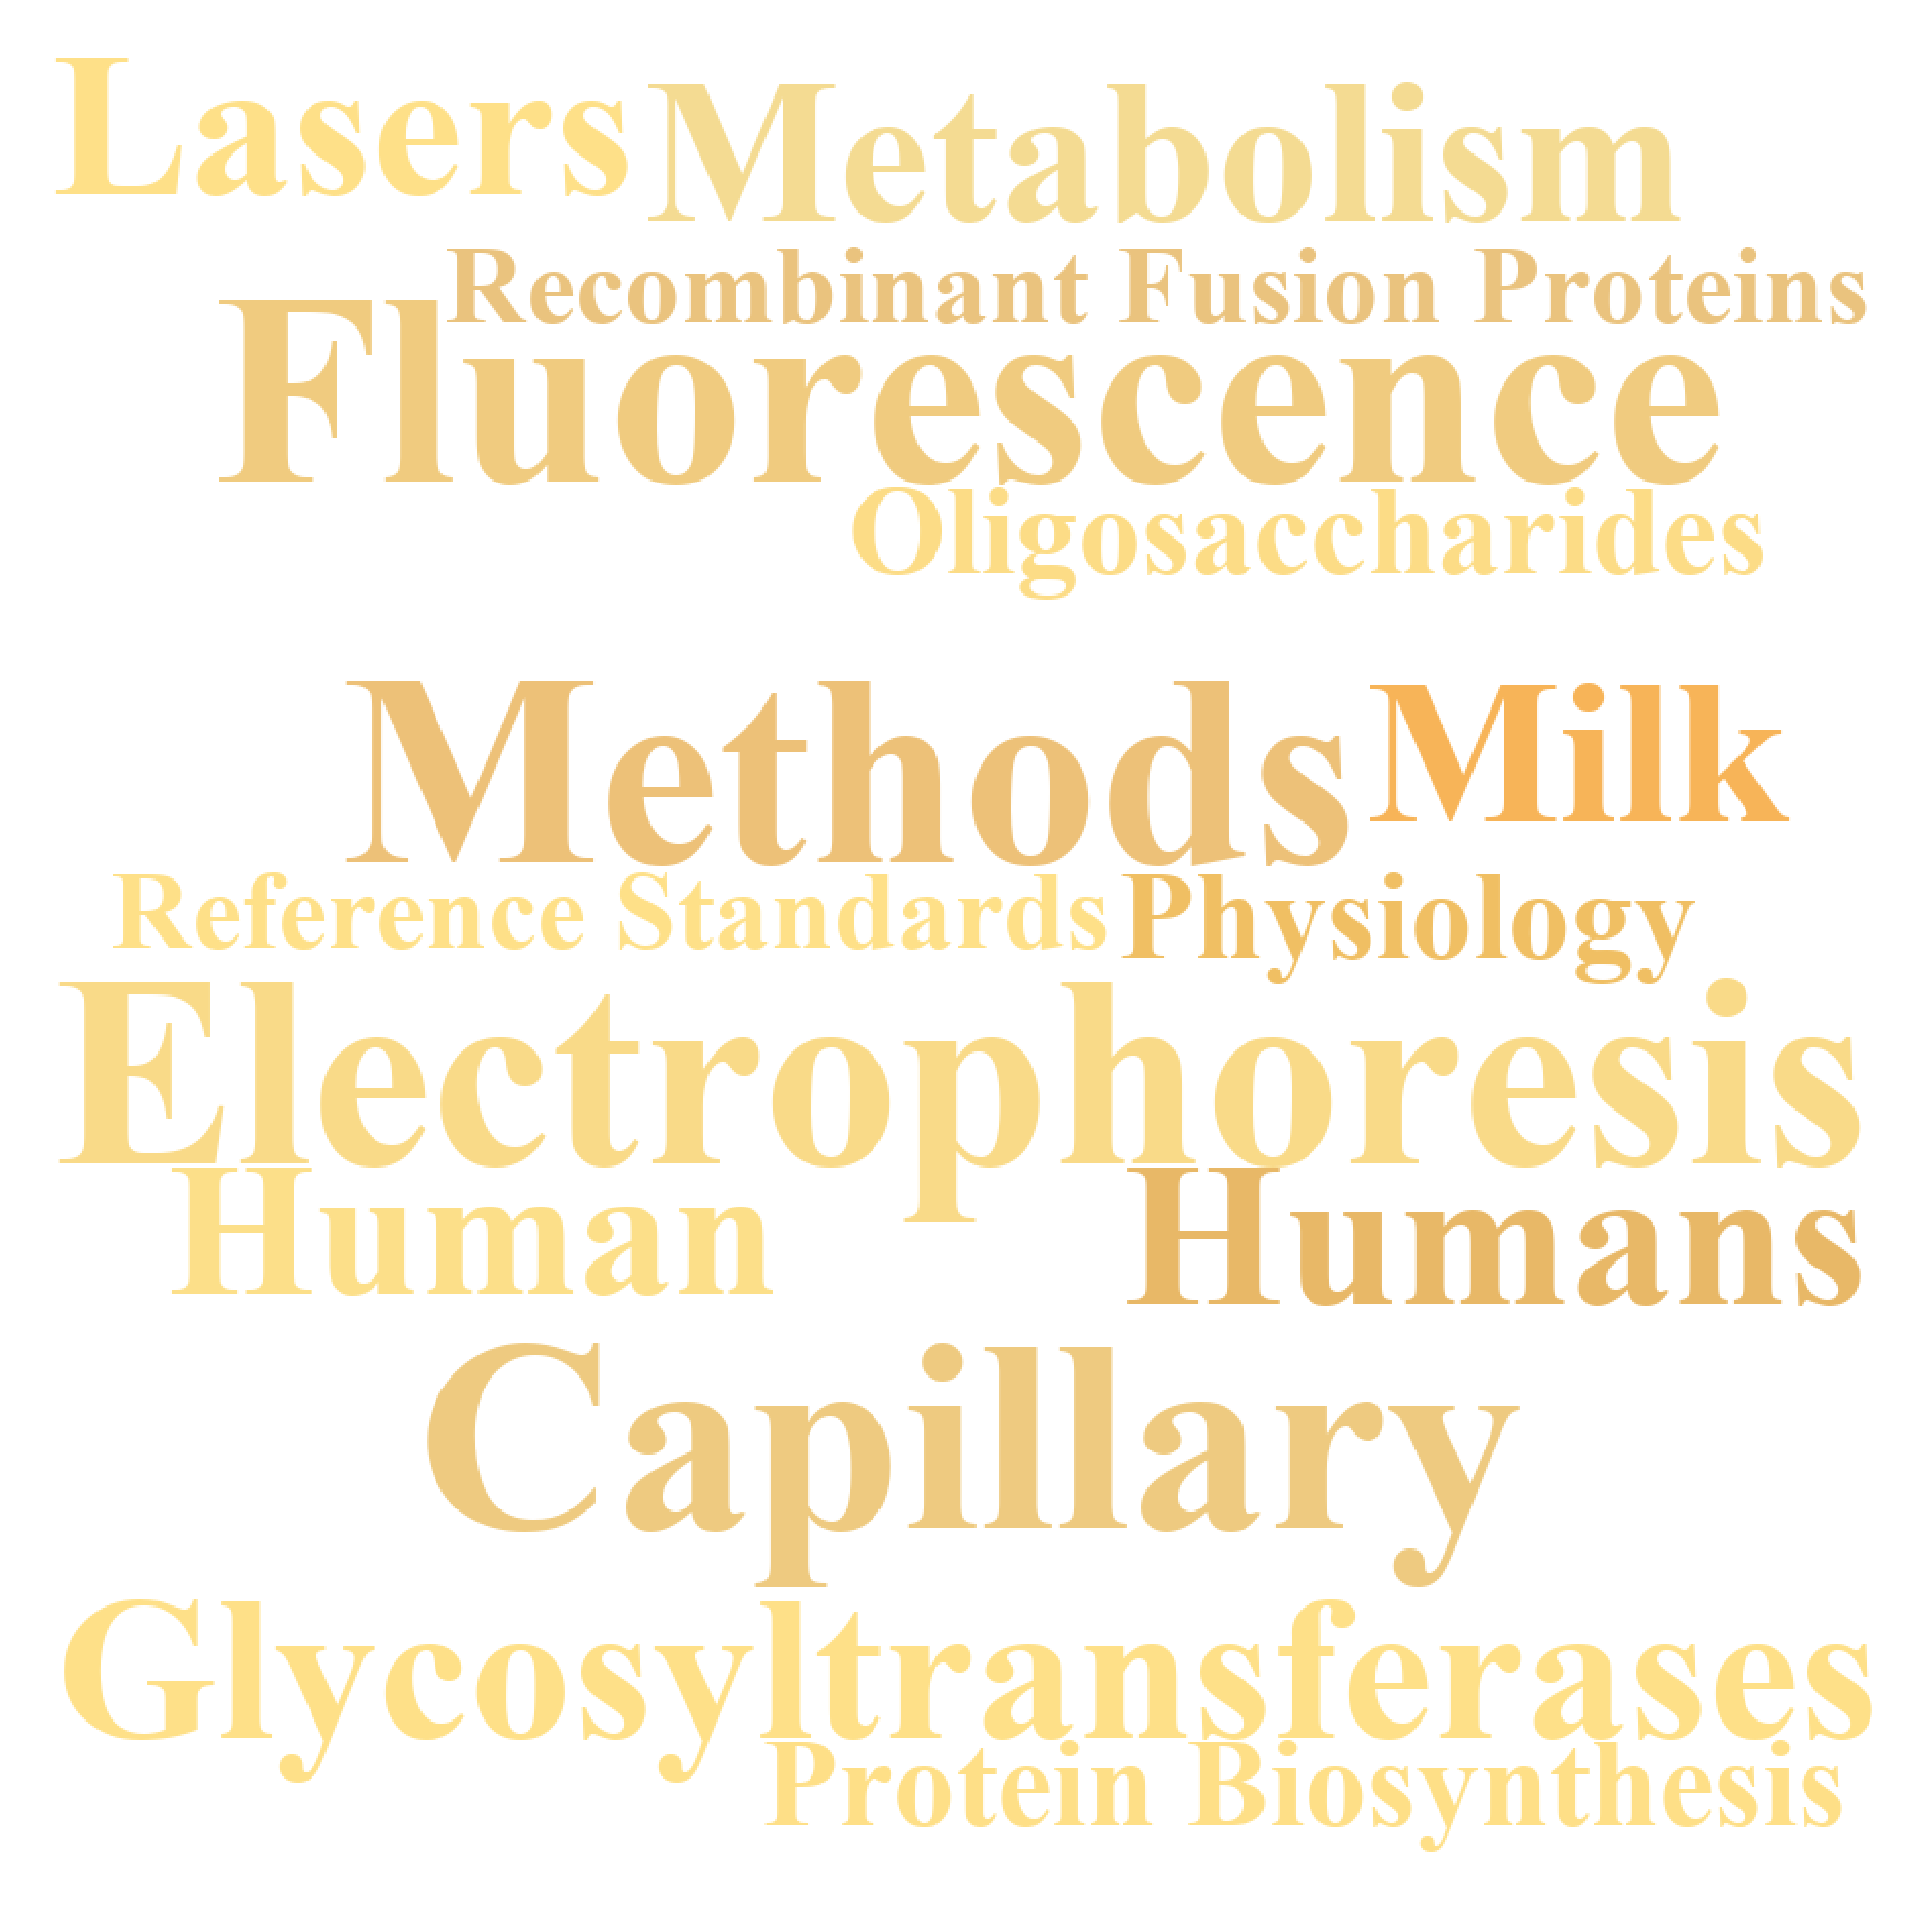 Lasers Metabolism
Recombinant Fusion Proteins
Fluorescence
Oligosaccharides
Methods Milk
Reference Standards Physiology
Electrophoresis
Human Humans
Capillary
Glycosyltransferases
Protein Biosynthesis